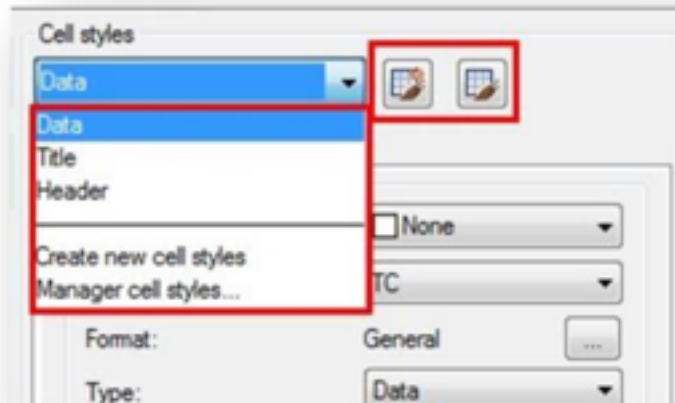 Cell styles
Data
Data
Title
Header
None
Create new cell styles
TC
Manager cell styles...
Format: General ...
Type: Data